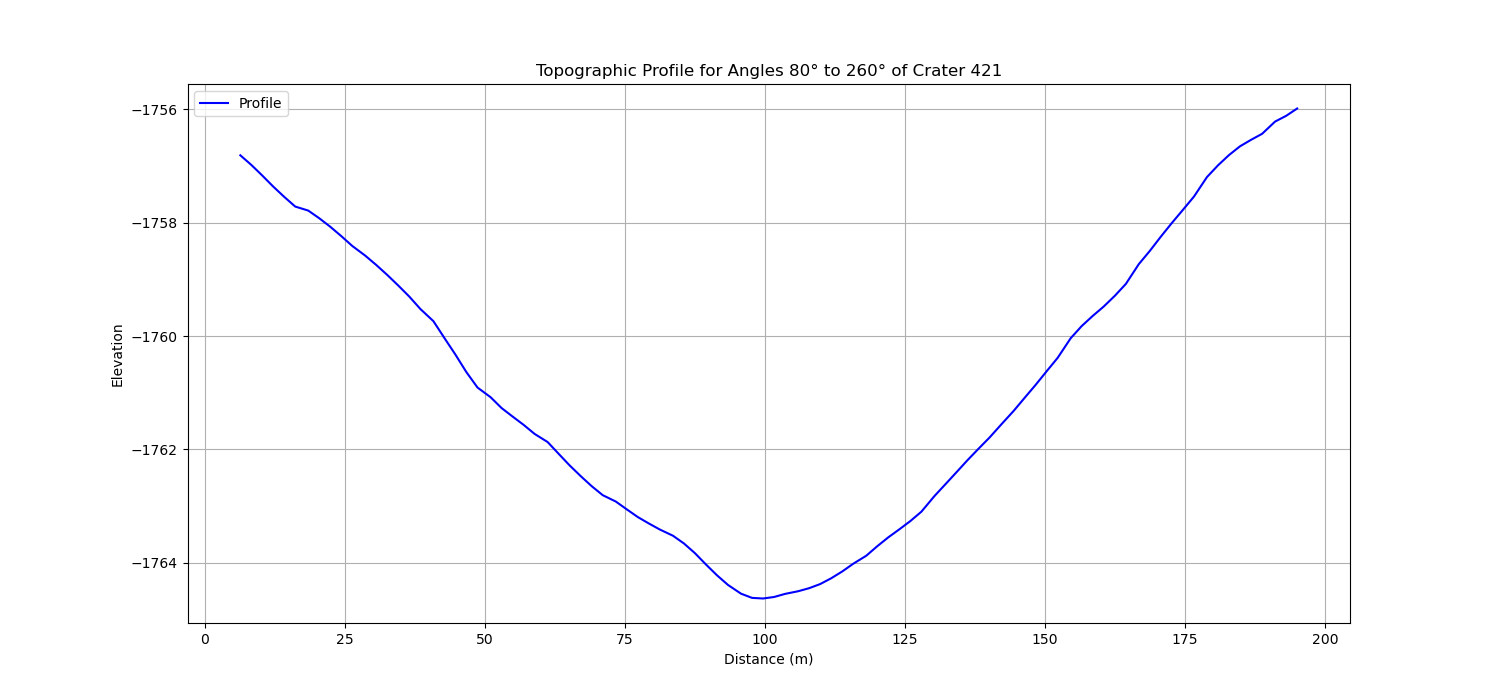 Topographic Profile for Angles 80° to 260° of Crater 421
Profile
−1756
−1758
−1760
−1762
−1764
Elevation
0 25 50 75 100 125 150 175 200
Distance (m)